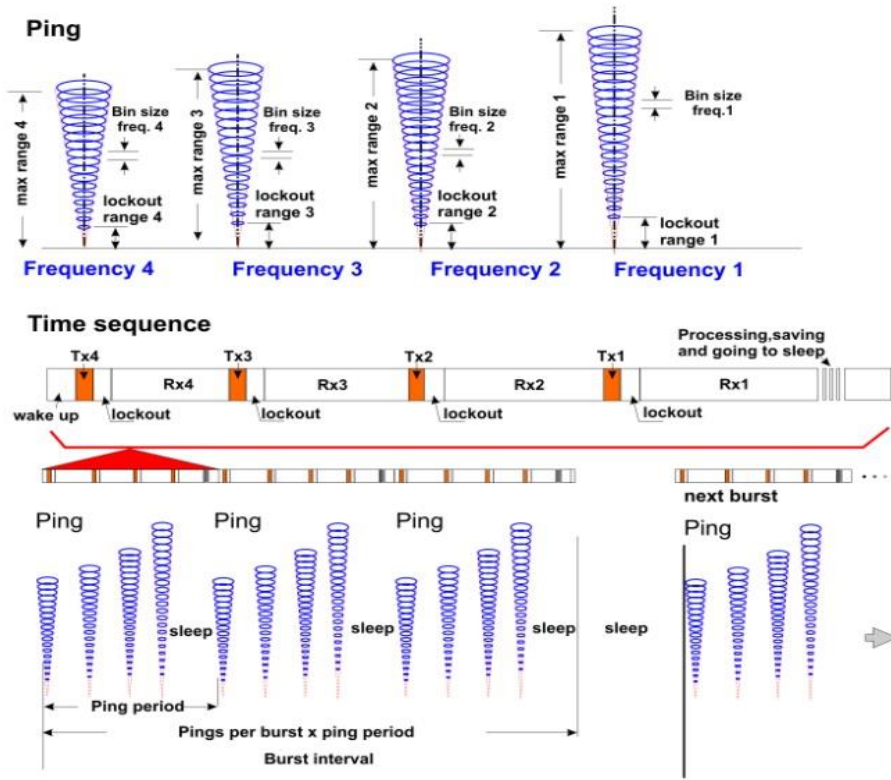 Ping
max range 4
Bin size
freq. 4
lockout
range 4
max range 3
Bin size
freq. 3
lockout
range 3
max range 2
Bin size
freq. 2
lockout
range 2
max range 1
Bin size
freq.1
lockout
range 1
Frequency 4
Frequency 3
Frequency 2
Frequency 1
Time sequence
Processing,saving
and going to sleep
Tx4
Tx3
Tx2
Tx1
Rx4
Rx3
Rx2
Rx1
wake up
lockout
lockout
lockout
lockout
next burst
Ping
Ping
Ping
Ping
sleep
sleep
sleep
sleep
Ping period
Pings per burst x ping period
Burst interval